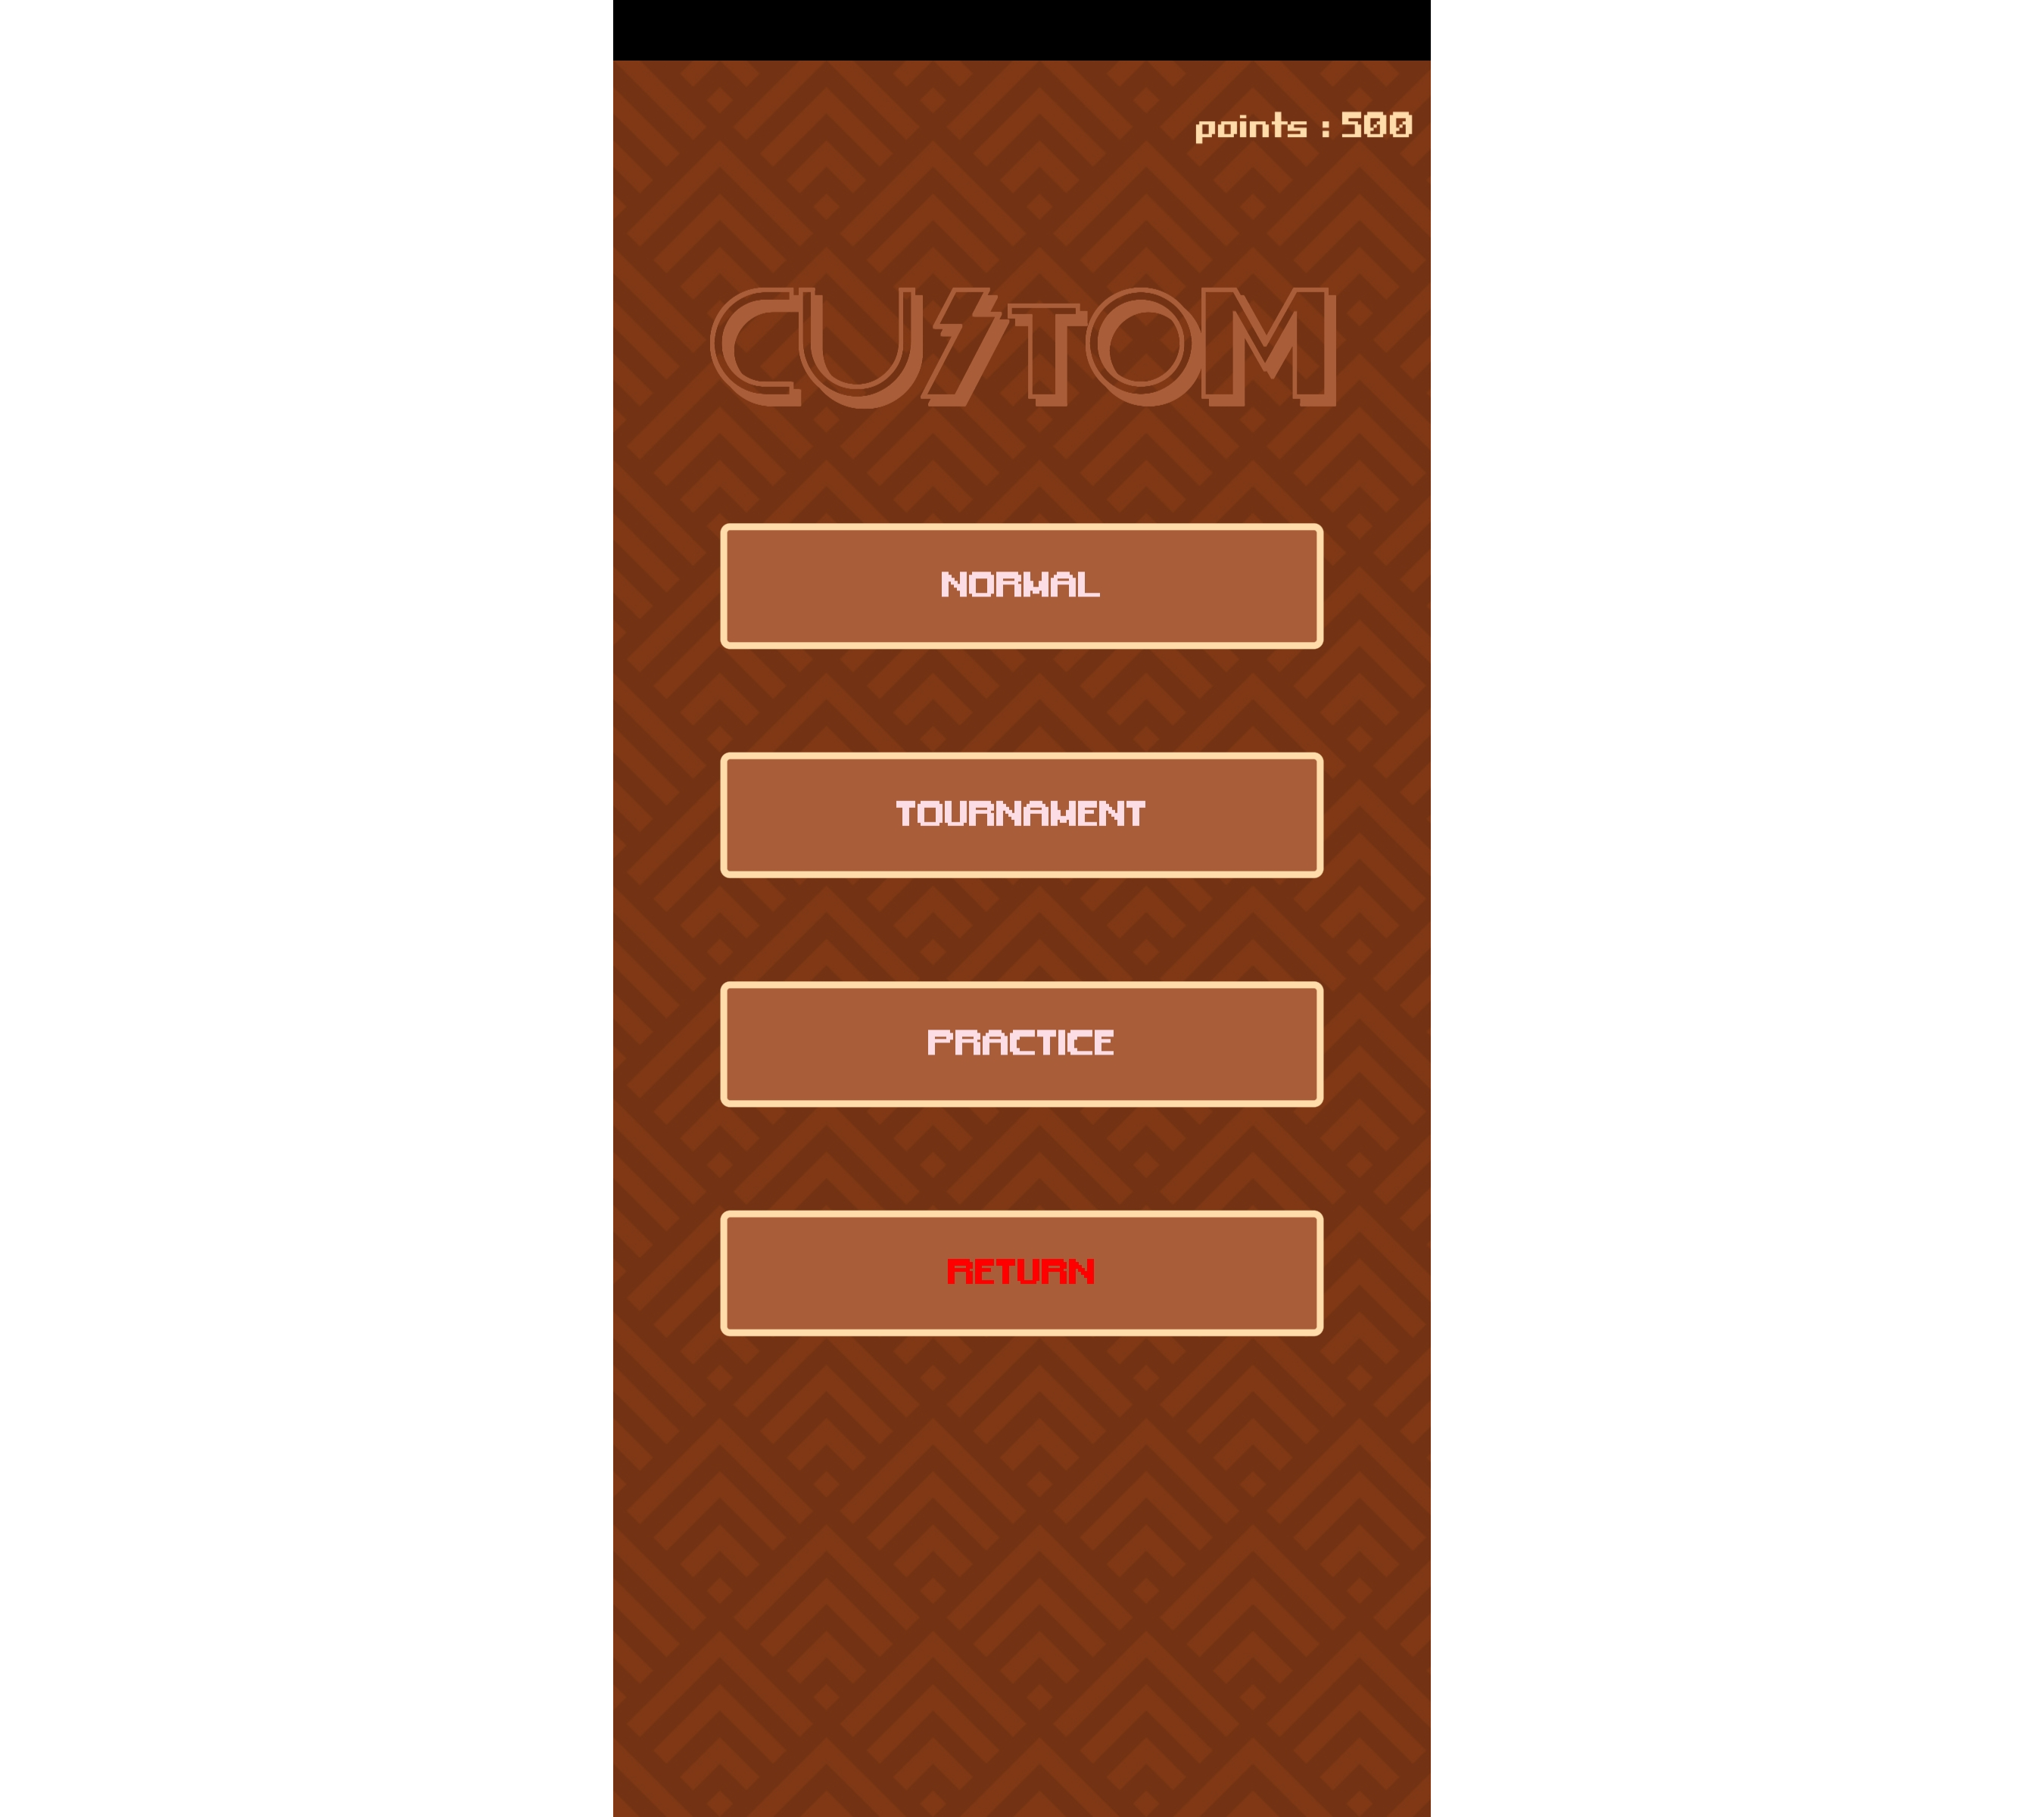 points : 500
CUSTOM
NORMAL
TOURNAMENT
PRACTICE
RETURN